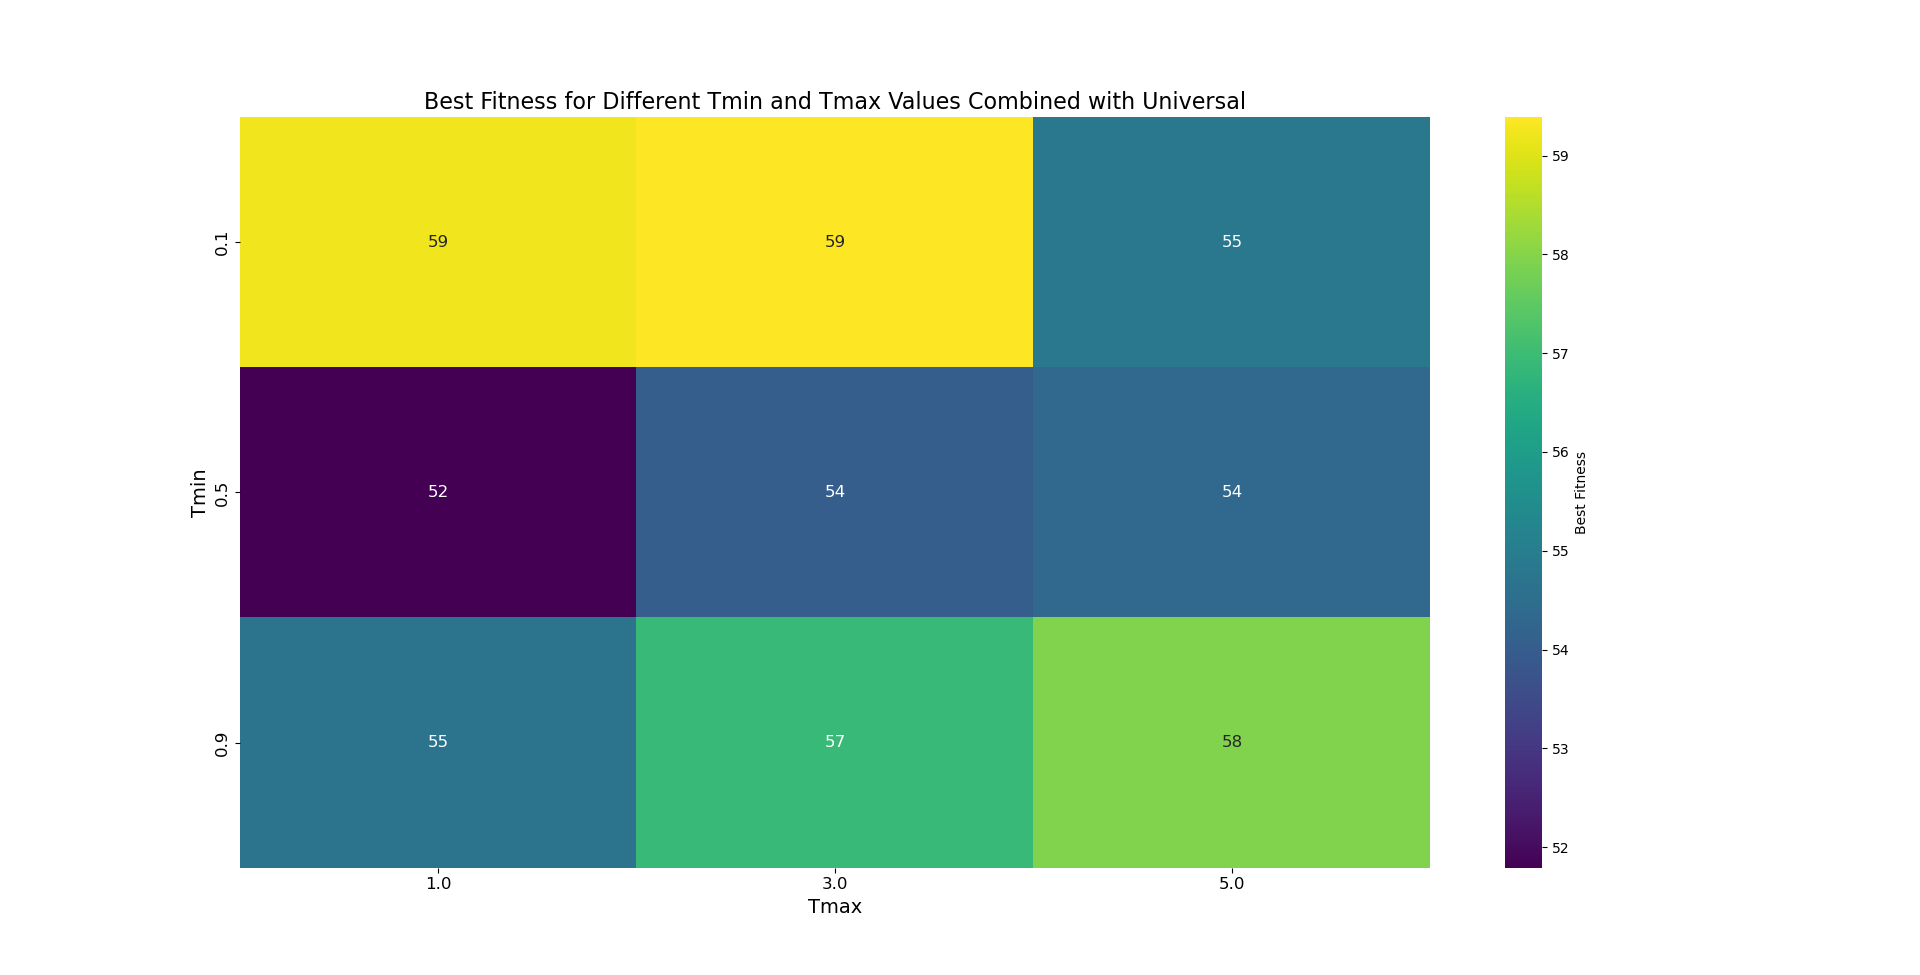 Best Fitness for Different Tmin and Tmax Values Combined with Universal
Tmin
0.1
59 59 55
0.5
52 54 54
0.9
55 57 58
1.0 3.0 5.0
Tmax
59
58
57
56
55
54
53
52
Best Fitness